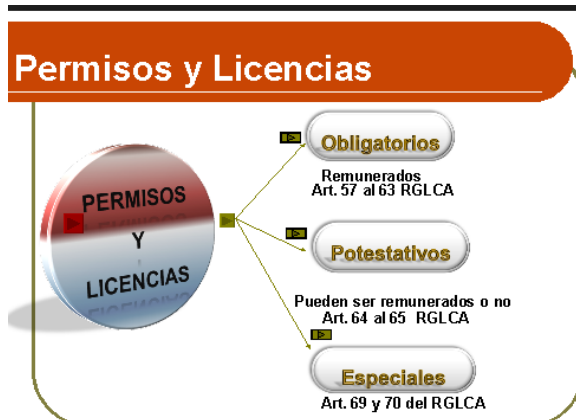 Permisos y Licencias
PERMISOS
Y
LICENCIAS
Obligatorios
Remunerados
Art. 57 al 63 RGLCA
Potestativos
Pueden ser remunerados o no
Art. 64 al 65 RGLCA
Especiales
Art. 69 y 70 del RGLCA